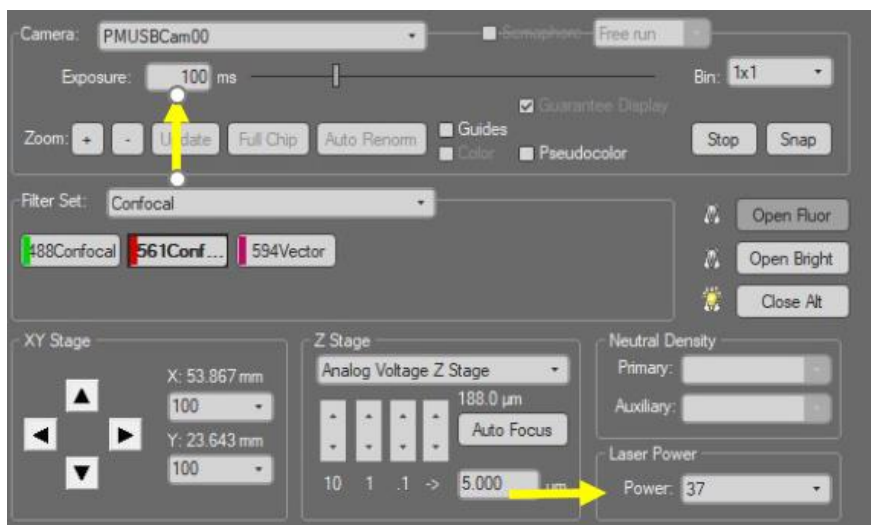 Camera: PMUSBCam00 Semaphore Free run
Exposure: 100 ms Bin: 1x1
Guarantee Display
Zoom: + - Update Full Chip Auto Renorm Guides Stop Snap
Color Pseudocolor
Filter Set: Confocal
Open Fluor
488Confocal 561Conf... 594Vector
Open Bright
Close Alt
XY Stage Z Stage Neutral Density
Analog Voltage Z Stage Primary:
X: 53.867 mm
188.0 µm
100 Auto Focus Auxiliary:
Y: 23.643 mm
100 Laser Power
10 1 .1 -> 5.000 um Power: 37